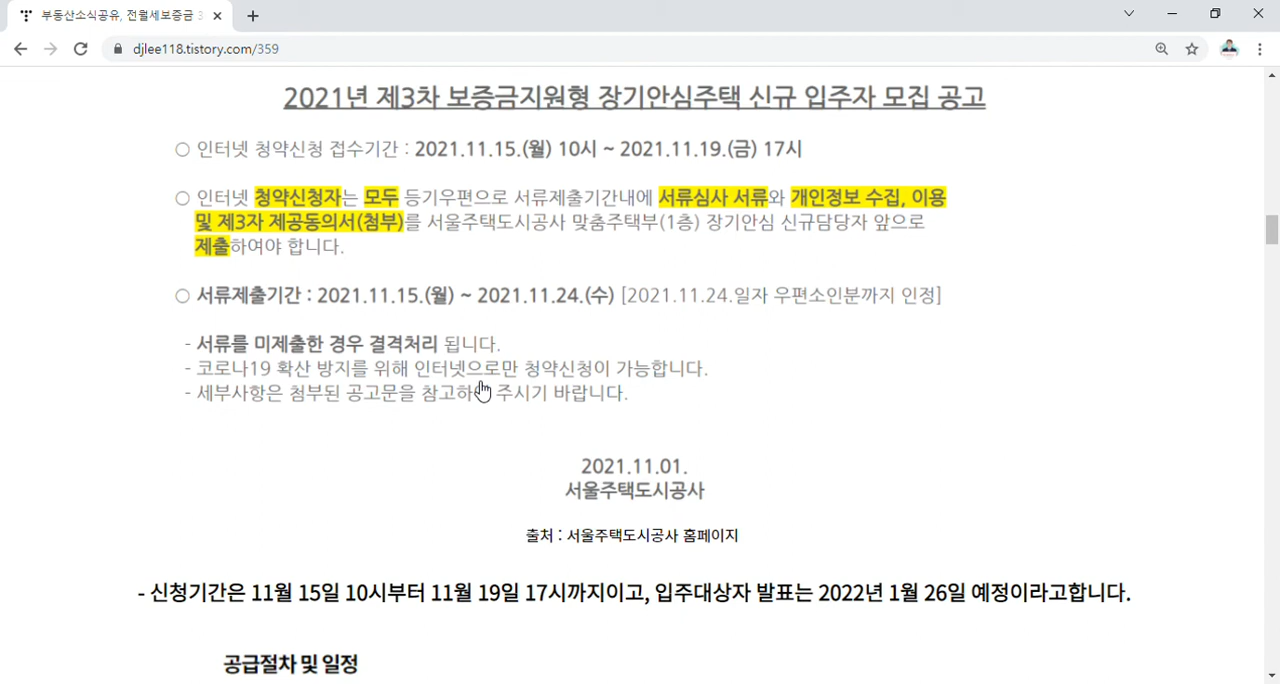 부동산소식공유, 전월세보증금
djlee118.tistory.com/359
2021년 제3차 보증금지원형 장기안심주택 신규 입주자 모집 공고
○ 인터넷 청약신청 접수기간 : 2021.11.15.(월) 10시 ~ 2021.11.19.(금) 17시
○ 인터넷 청약신청자는 모두 등기우편으로 서류제출기간내에 서류심사 서류와 개인정보 수집, 이용
및 제3자 제공동의서(첨부)를 서울주택도시공사 맞춤주택부(1층) 장기안심 신규담당자 앞으로
제출하여야 합니다.
○ 서류제출기간 : 2021.11.15.(월) ~ 2021.11.24.(수) [2021.11.24.일자 우편소인분까지 인정]
- 서류를 미제출한 경우 결격처리 됩니다.
- 코로나19 확산 방지를 위해 인터넷으로만 청약신청이 가능합니다.
- 세부사항은 첨부된 공고문을 참고하 주시기 바랍니다.
2021.11.01.
서울주택도시공사
출처 : 서울주택도시공사 홈페이지
- 신청기간은 11월 15일 10시부터 11월 19일 17시까지이고, 입주대상자 발표는 2022년 1월 26일 예정이라고합니다.
공급절차 및 일정